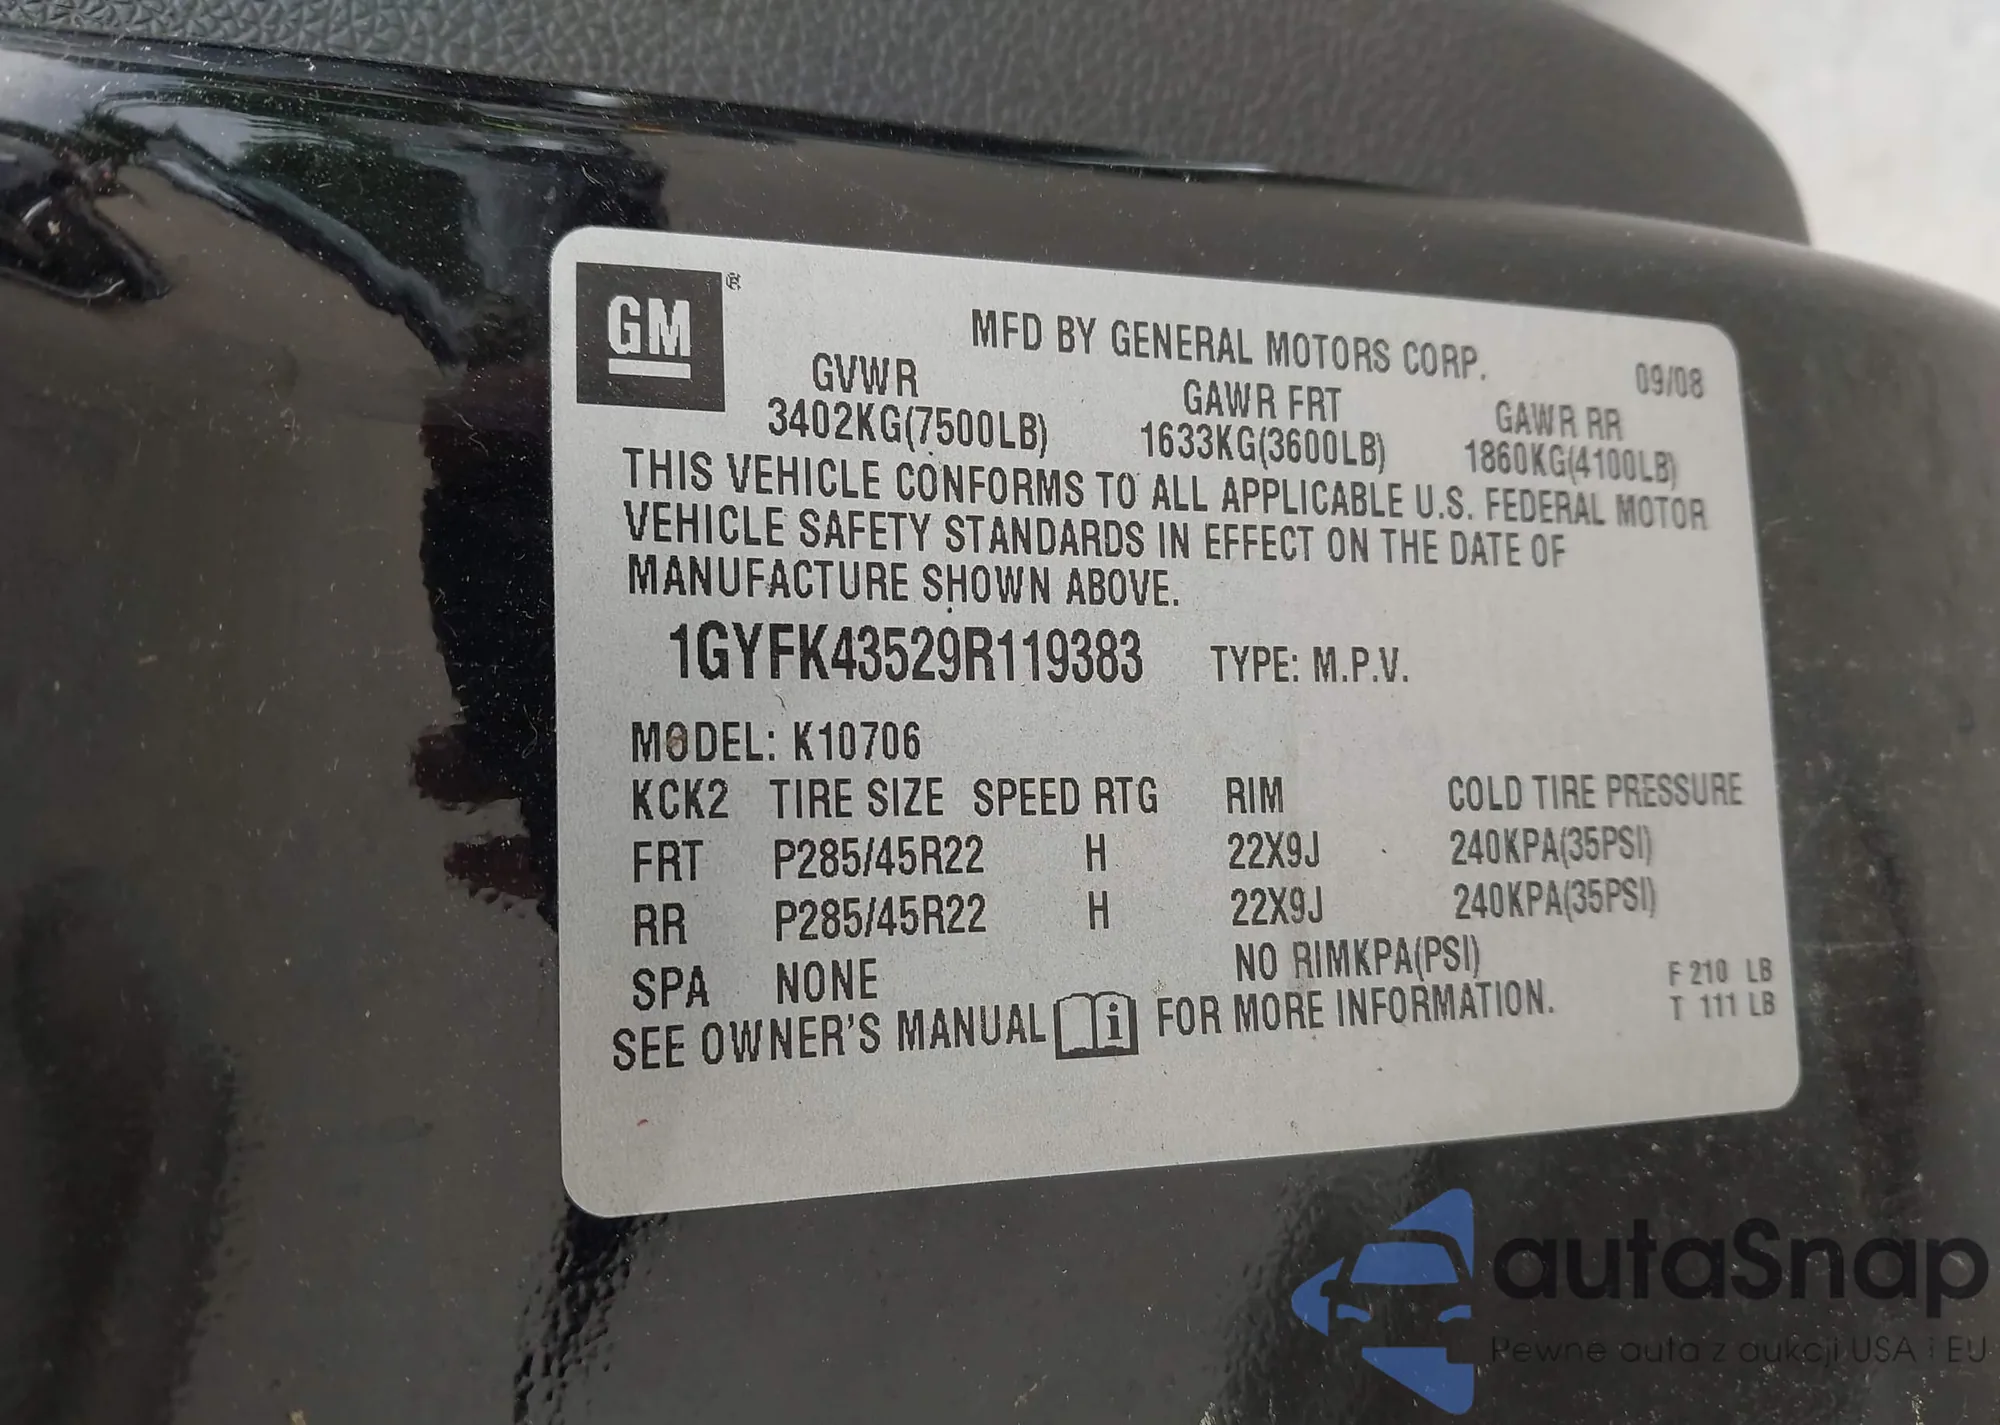 GM ®
MFD BY GENERAL MOTORS CORP. 09/08
GVWR GAWR FRT GAWR RR
3402KG(7500LB) 1633KG(3600LB) 1860KG(4100LB)
THIS VEHICLE CONFORMS TO ALL APPLICABLE U.S. FEDERAL MOTOR
VEHICLE SAFETY STANDARDS IN EFFECT ON THE DATE OF
MANUFACTURE SHOWN ABOVE.
1GYFK43529R119383 TYPE: M.P.V.
MODEL: K10706
KCK2 TIRE SIZE SPEED RTG RIM COLD TIRE PRESSURE
FRT P285/45R22 H 22X9J 240KPA(35PSI)
RR P285/45R22 H 22X9J 240KPA(35PSI)
SPA NONE NO RIMKPA(PSI) F 210 LB
SEE OWNER'S MANUAL i FOR MORE INFORMATION. T 111 LB
autaSnap
Pewne auta z aukcji USA i EU